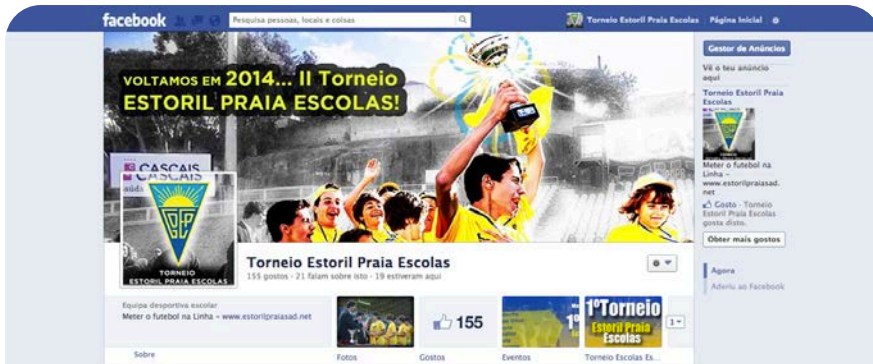 facebook
Pesquisa pessoas, locais e coisas
Torneio Estoril Praia Escolas
Página Inicial
VOLTAMOS EM 2014... II Torneio
ESTORIL PRAIA ESCOLAS!
CASCAIS
CASCAIS
TORNEIO
ESTORIL PRAIA ESCOLAS
Torneio Estoril Praia Escolas
155 gostos · 21 falam sobre isto · 19 estiveram aqui
Equipa desportiva escolar
Meter o futebol na Linha – www.estorilpraiasad.net
Sobre
Fotos
155
Gostos
Eventos
1ºTorneio
Estoril Praia
Escolas
Torneio Escolas Es...
1
Gestor de Anúncios
Vê o teu anúncio
aqui
Torneio Estoril Praia
Escolas
Meter o futebol na
Linha –
www.estorilpraiasad.
net
Gosto · Torneio
Estoril Praia Escolas
gosta disto.
Obter mais gostos
Agora
Aderiu ao Facebook